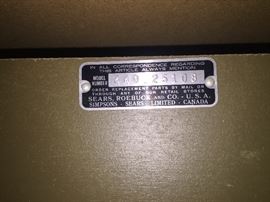 IN ALL CORRESPONDENCE REGARDING
THIS ARTICLE ALWAYS MENTION
MODEL
NUMBER
ORDER REPLACEMENT PARTS BY MAIL OR
THROUGH ANY OF OUR RETAIL STORES
SEARS, ROEBUCK AND CO. - U.S.A.
SIMPSONS - SEARS - LIMITED - CANADA